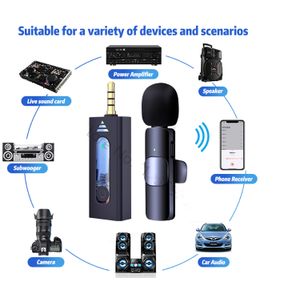 Suitable for a variety of devices and scenarios
Power Amplifier
Live sound card
Speaker
Subwoofer
Phone Receiver
Camera
Car Audio